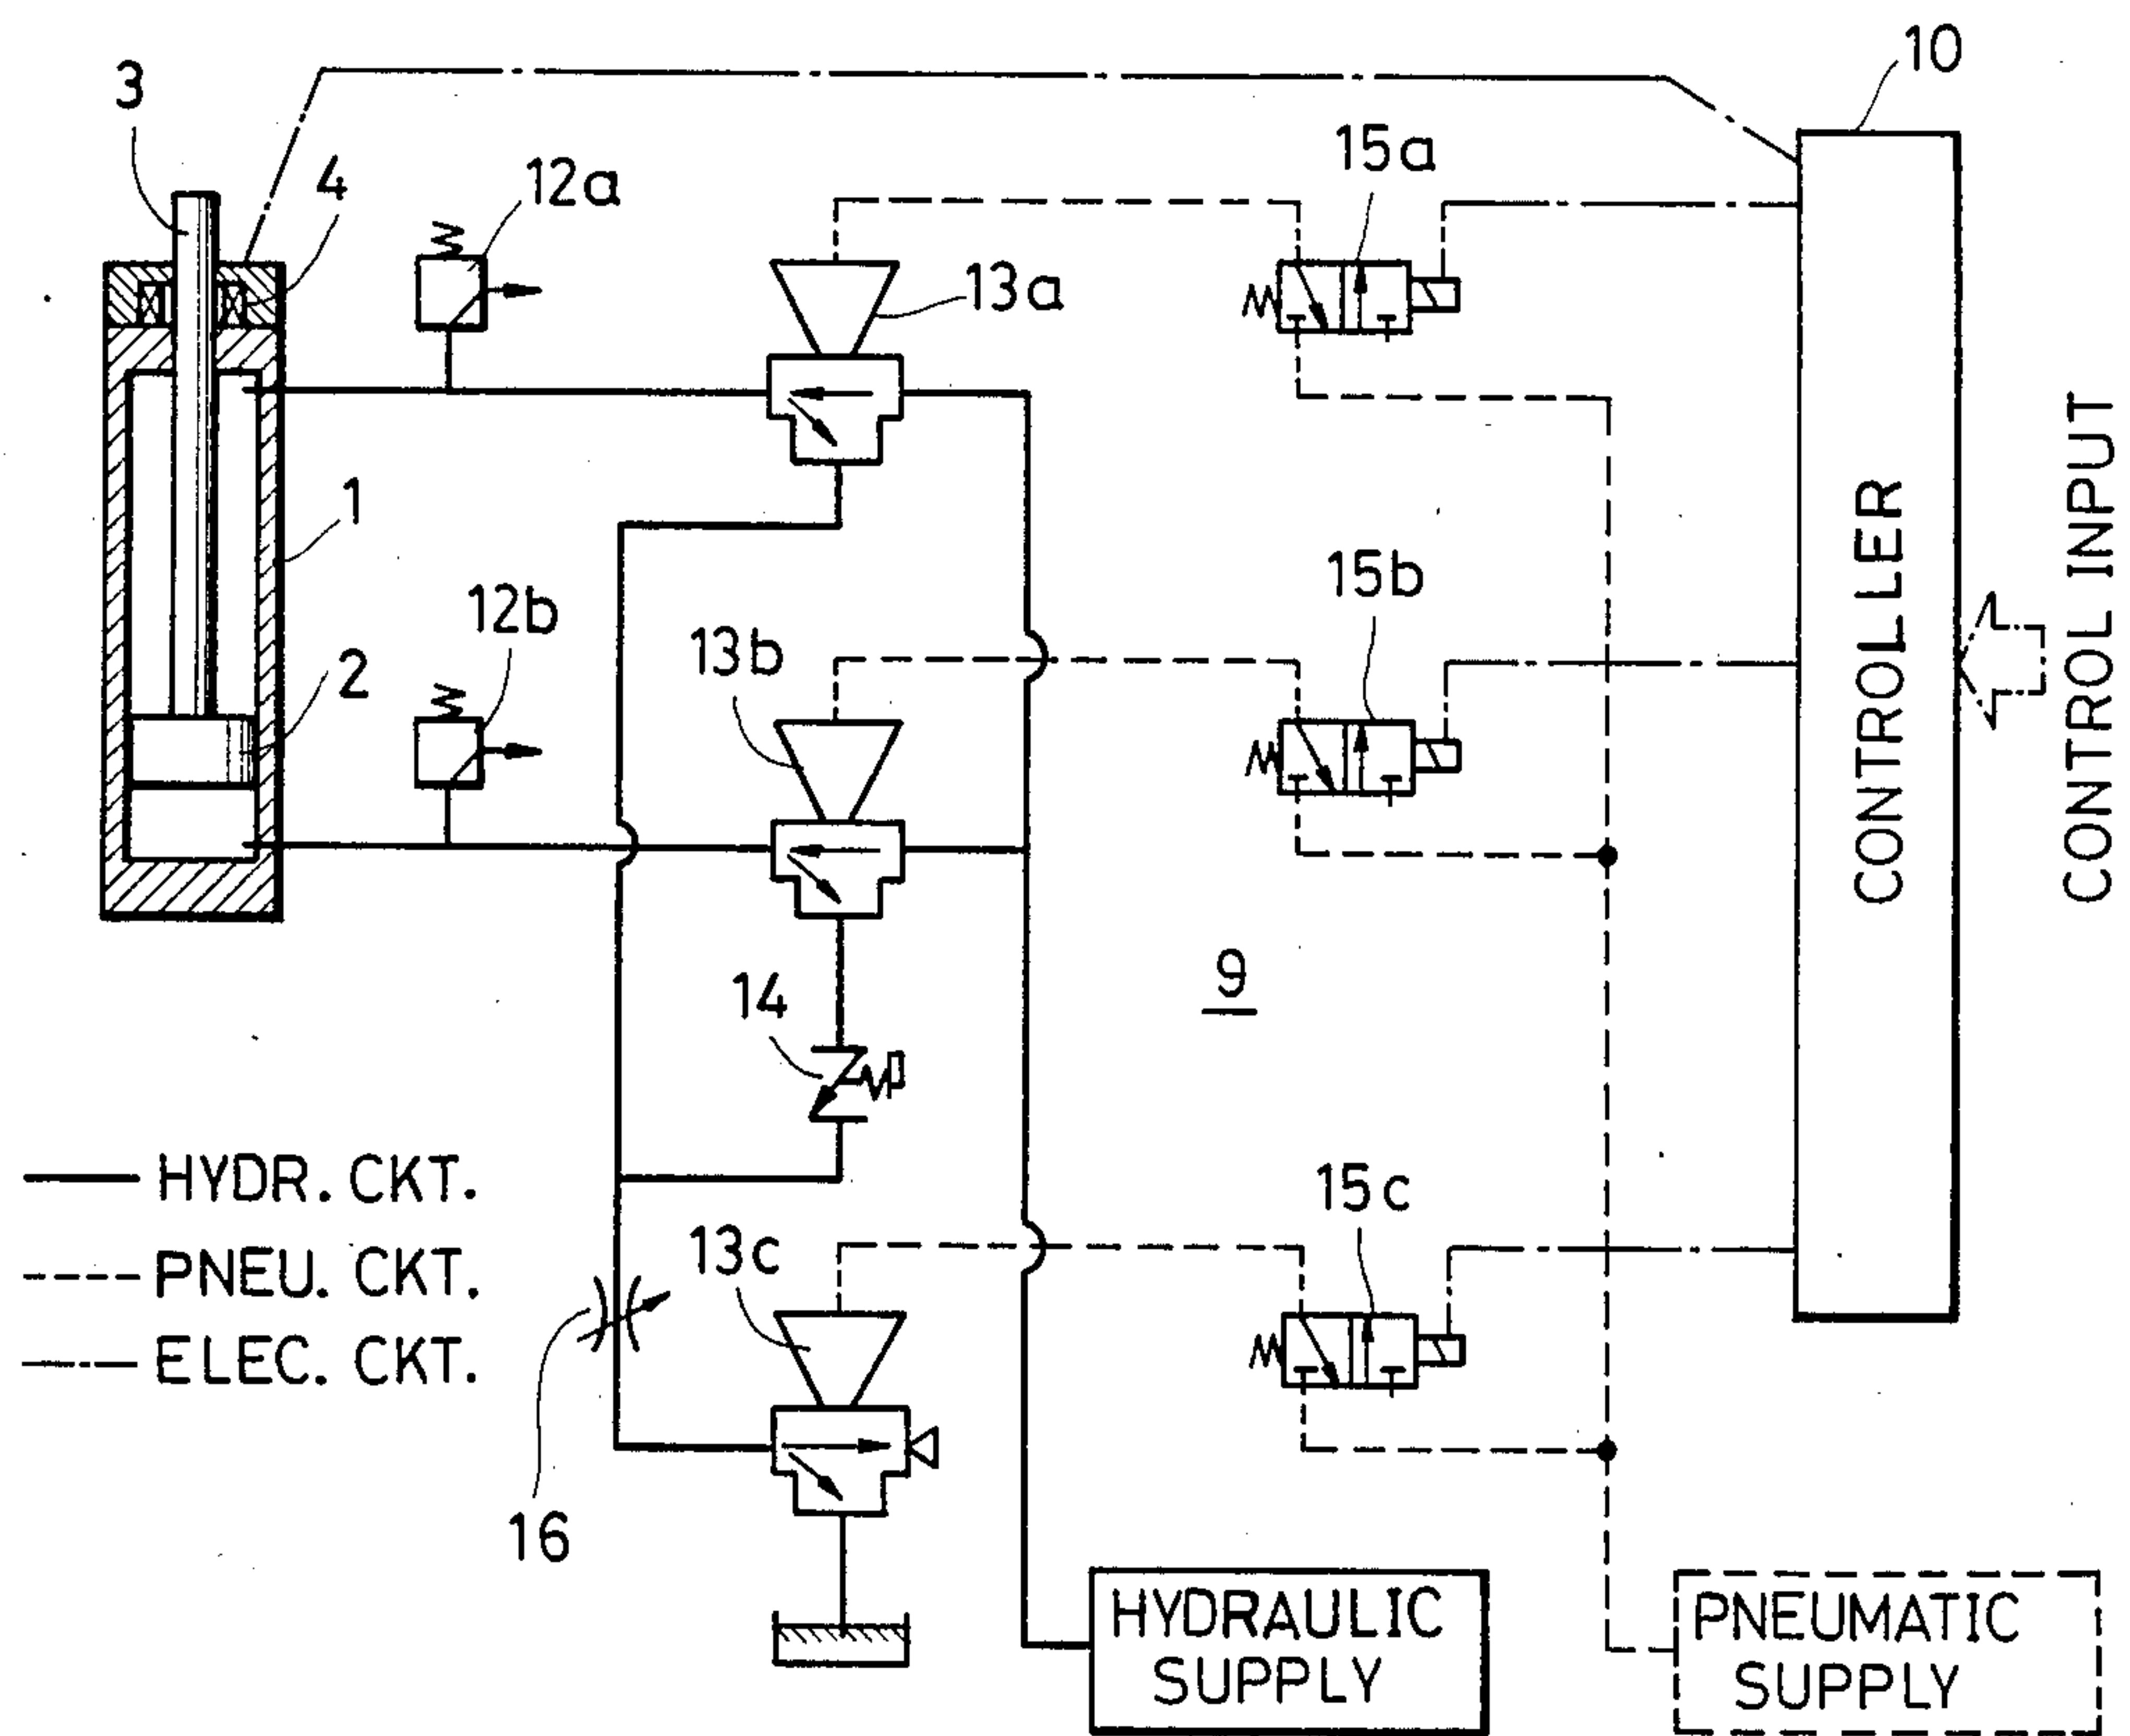 10
3
15a
4
12a
13a
1
15b
12b
13b
2
CONTROLLER
CONTROL INPUT
9
14
HYDR. CKT.
15c
13c
PNEU. CKT.
ELEC. CKT.
16
HYDRAULIC
SUPPLY
PNEUMATIC
SUPPLY